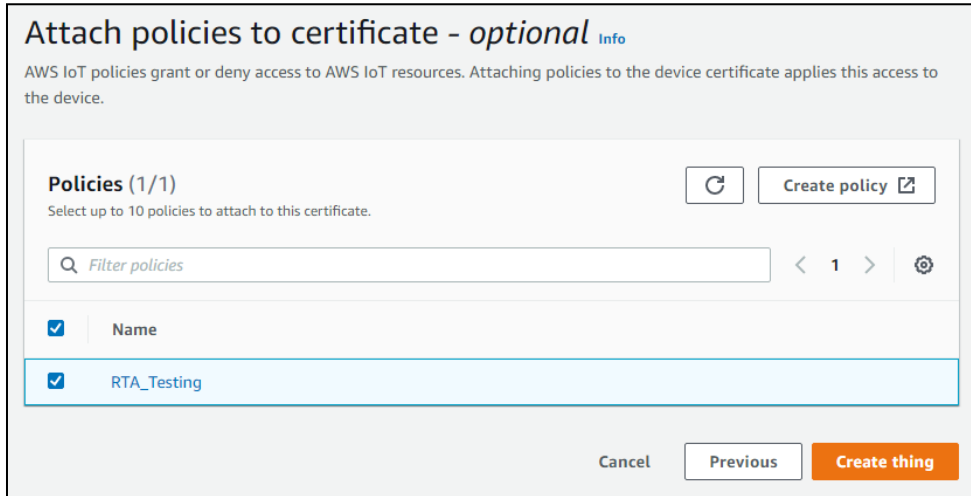 Attach policies to certificate - optional Info
AWS IoT policies grant or deny access to AWS IoT resources. Attaching policies to the device certificate applies this access to
the device.
Policies (1/1)
Create policy
Select up to 10 policies to attach to this certificate.
Filter policies
1
Name
RTA_Testing
Cancel
Previous
Create thing